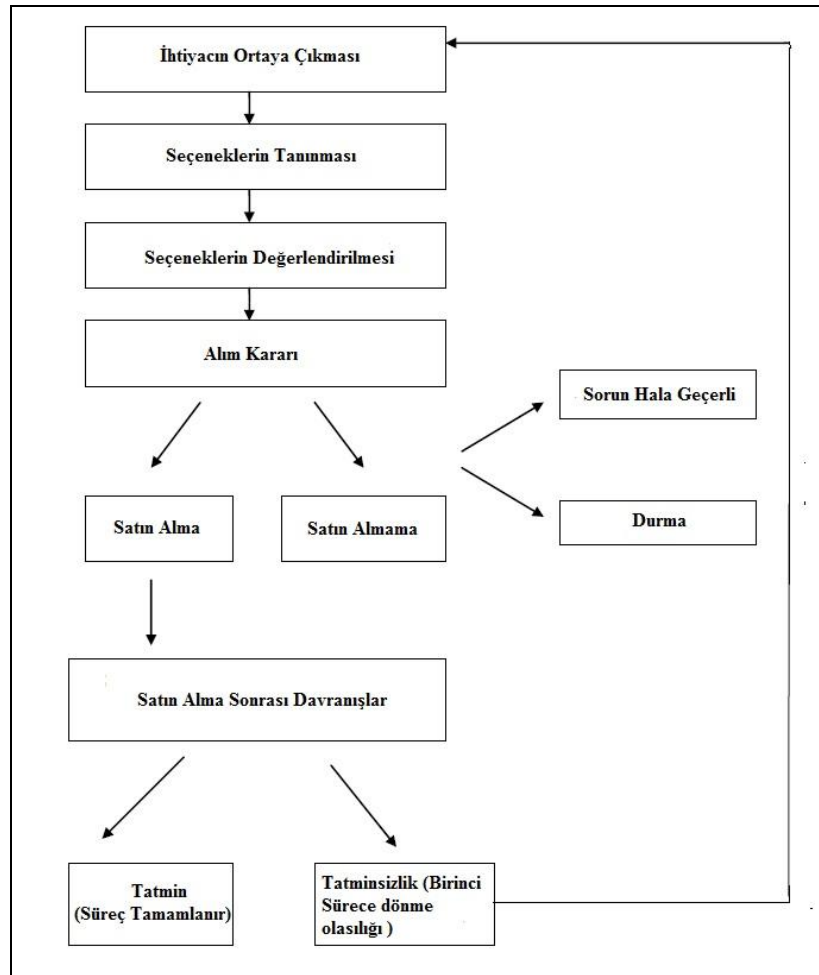 İhtiyacın Ortaya Çıkması
Seçeneklerin Tanınması
Seçeneklerin Değerlendirilmesi
Alım Kararı
Sorun Hala Geçerli
Satın Alma
Satın Almama
Durma
Satın Alma Sonrası Davranışlar
Tatmin
(Süreç Tamamlanır)
Tatminsizlik (Birinci
Sürece dönme
olasılığı )